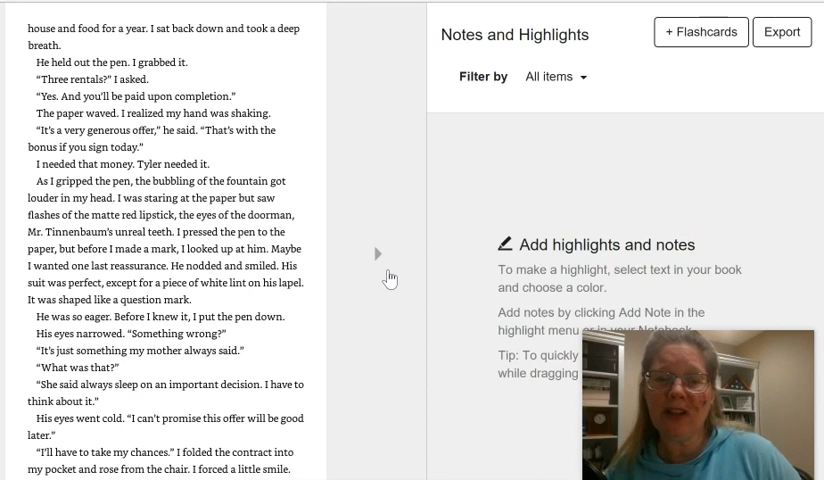 house and food for a year. I sat back down and took a deep
breath.
He held out the pen. I grabbed it.
“Three rentals?” I asked.
“Yes. And you’ll be paid upon completion.”
The paper waved. I realized my hand was shaking.
“It’s a very generous offer,” he said. “That’s with the
bonus if you sign today.”
I needed that money. Tyler needed it.
As I gripped the pen, the bubbling of the fountain got
louder in my head. I was staring at the paper but saw
flashes of the matte red lipstick, the eyes of the doorman,
Mr. Tinnenbaum’s unreal teeth. I pressed the pen to the
paper, but before I made a mark, I looked up at him. Maybe
I wanted one last reassurance. He nodded and smiled. His
suit was perfect, except for a piece of white lint on his lapel.
It was shaped like a question mark.
He was so eager. Before I knew it, I put the pen down.
His eyes narrowed. “Something wrong?”
“It’s just something my mother always said.”
“What was that?”
“She said always sleep on an important decision. I have to
think about it.”
His eyes went cold. “I can’t promise this offer will be good
later.”
“I’ll have to take my chances.” I folded the contract into
my pocket and rose from the chair. I forced a little smile.
Notes and Highlights
+ Flashcards
Export
Filter by All items
Add highlights and notes
To make a highlight, select text in your book
and choose a color.
Add notes by clicking Add Note in the
highlight menu or in your Notebook.
Tip: To quickly
while dragging